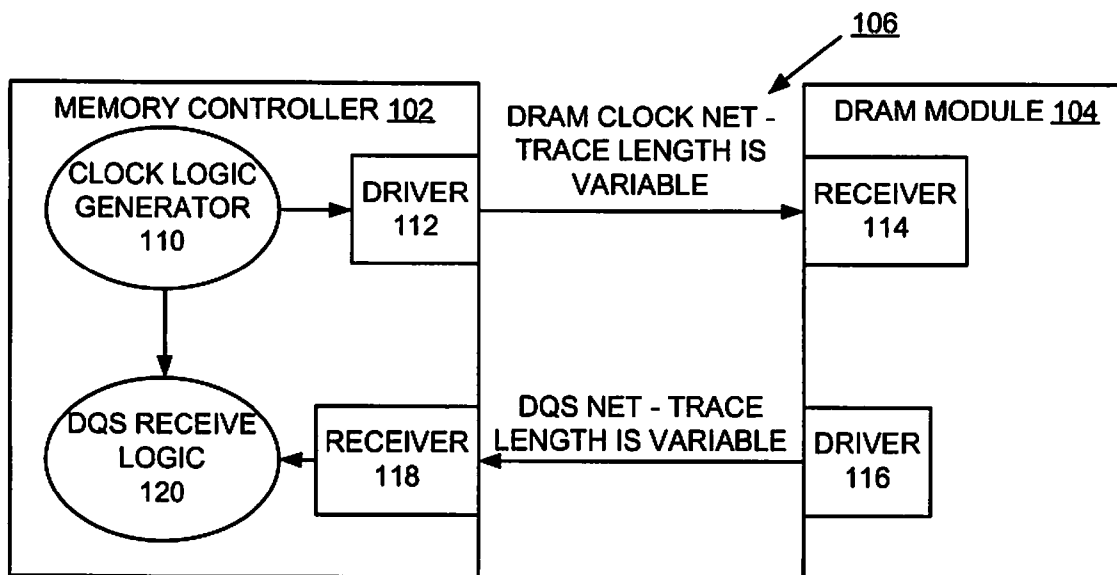 106
MEMORY CONTROLLER 102
CLOCK LOGIC
GENERATOR
110
DRIVER
112
DRAM CLOCK NET -
TRACE LENGTH IS
VARIABLE
DRAM MODULE 104
RECEIVER
114
DQS RECEIVE
LOGIC
120
RECEIVER
118
DQS NET - TRACE
LENGTH IS VARIABLE
DRIVER
116